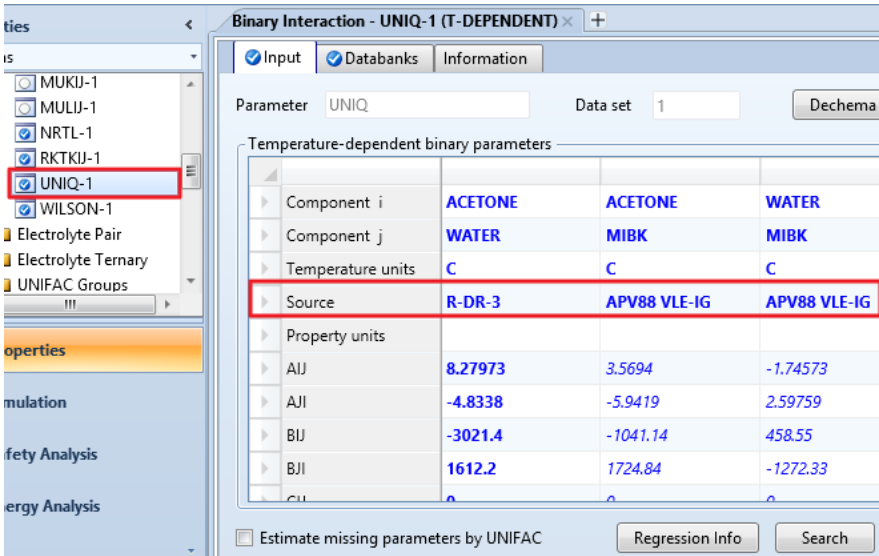 ties
Binary Interaction - UNIQ-1 (T-DEPENDENT)
Input Databanks Information
MUKIJ-1
MULIJ-1
NRTL-1
RKTKIJ-1
UNIQ-1
WILSON-1
Electrolyte Pair
Electrolyte Ternary
UNIFAC Groups
operties
mulation
fety Analysis
ergy Analysis
Parameter UNIQ Data set 1 Dechema
Temperature-dependent binary parameters
Component i ACETONE ACETONE WATER
Component j WATER MIBK MIBK
Temperature units C C C
Source R-DR-3 APV88 VLE-IG APV88 VLE-IG
Property units
AIJ 8.27973 3.5694 -1.74573
AJI -4.8338 -5.9419 2.59759
BIJ -3021.4 -1041.14 458.55
BJI 1612.2 1724.84 -1272.33
Estimate missing parameters by UNIFAC Regression Info Search